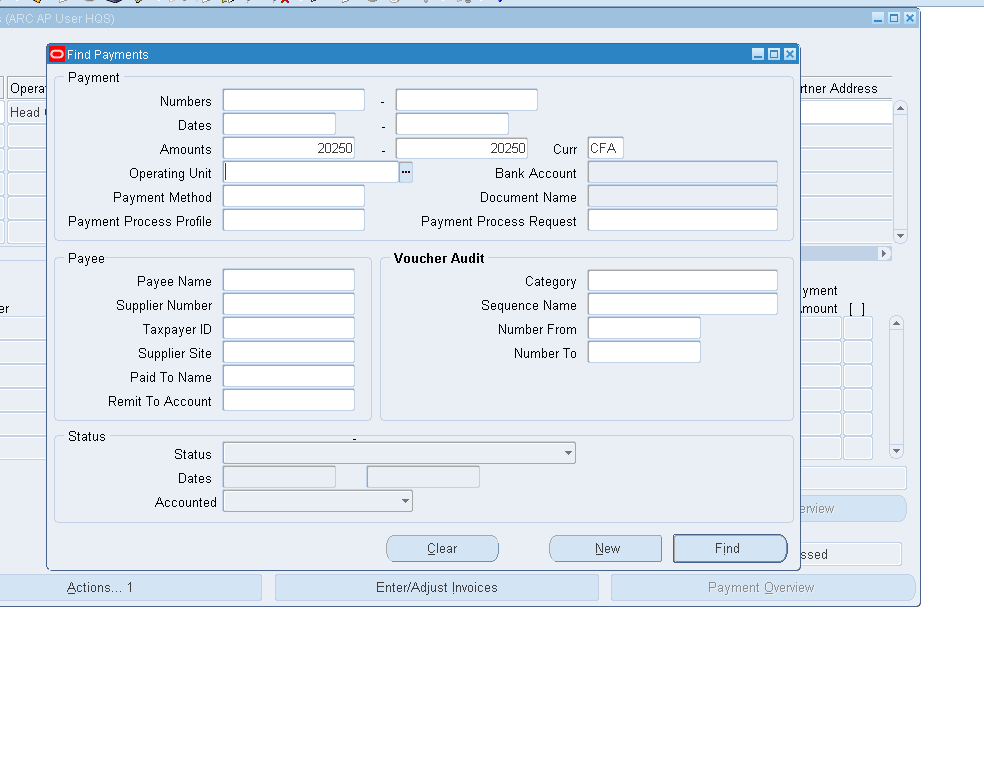 s (ARC AP User HQS)
Find Payments
Payment
Numbers -
Dates -
Amounts 20250 - 20250 Curr CFA
Operating Unit ... Bank Account
Payment Method Document Name
Payment Process Profile Payment Process Request
Payee
Payee Name
Supplier Number
Taxpayer ID
Supplier Site
Paid To Name
Remit To Account
Voucher Audit
Category
Sequence Name
Number From
Number To
Status
Status
Dates -
Accounted
Clear New Find
Opera
Head
rtner Address
er
yment
mount [ ]
erview
ssed
Actions... 1 Enter/Adjust Invoices Payment Overview